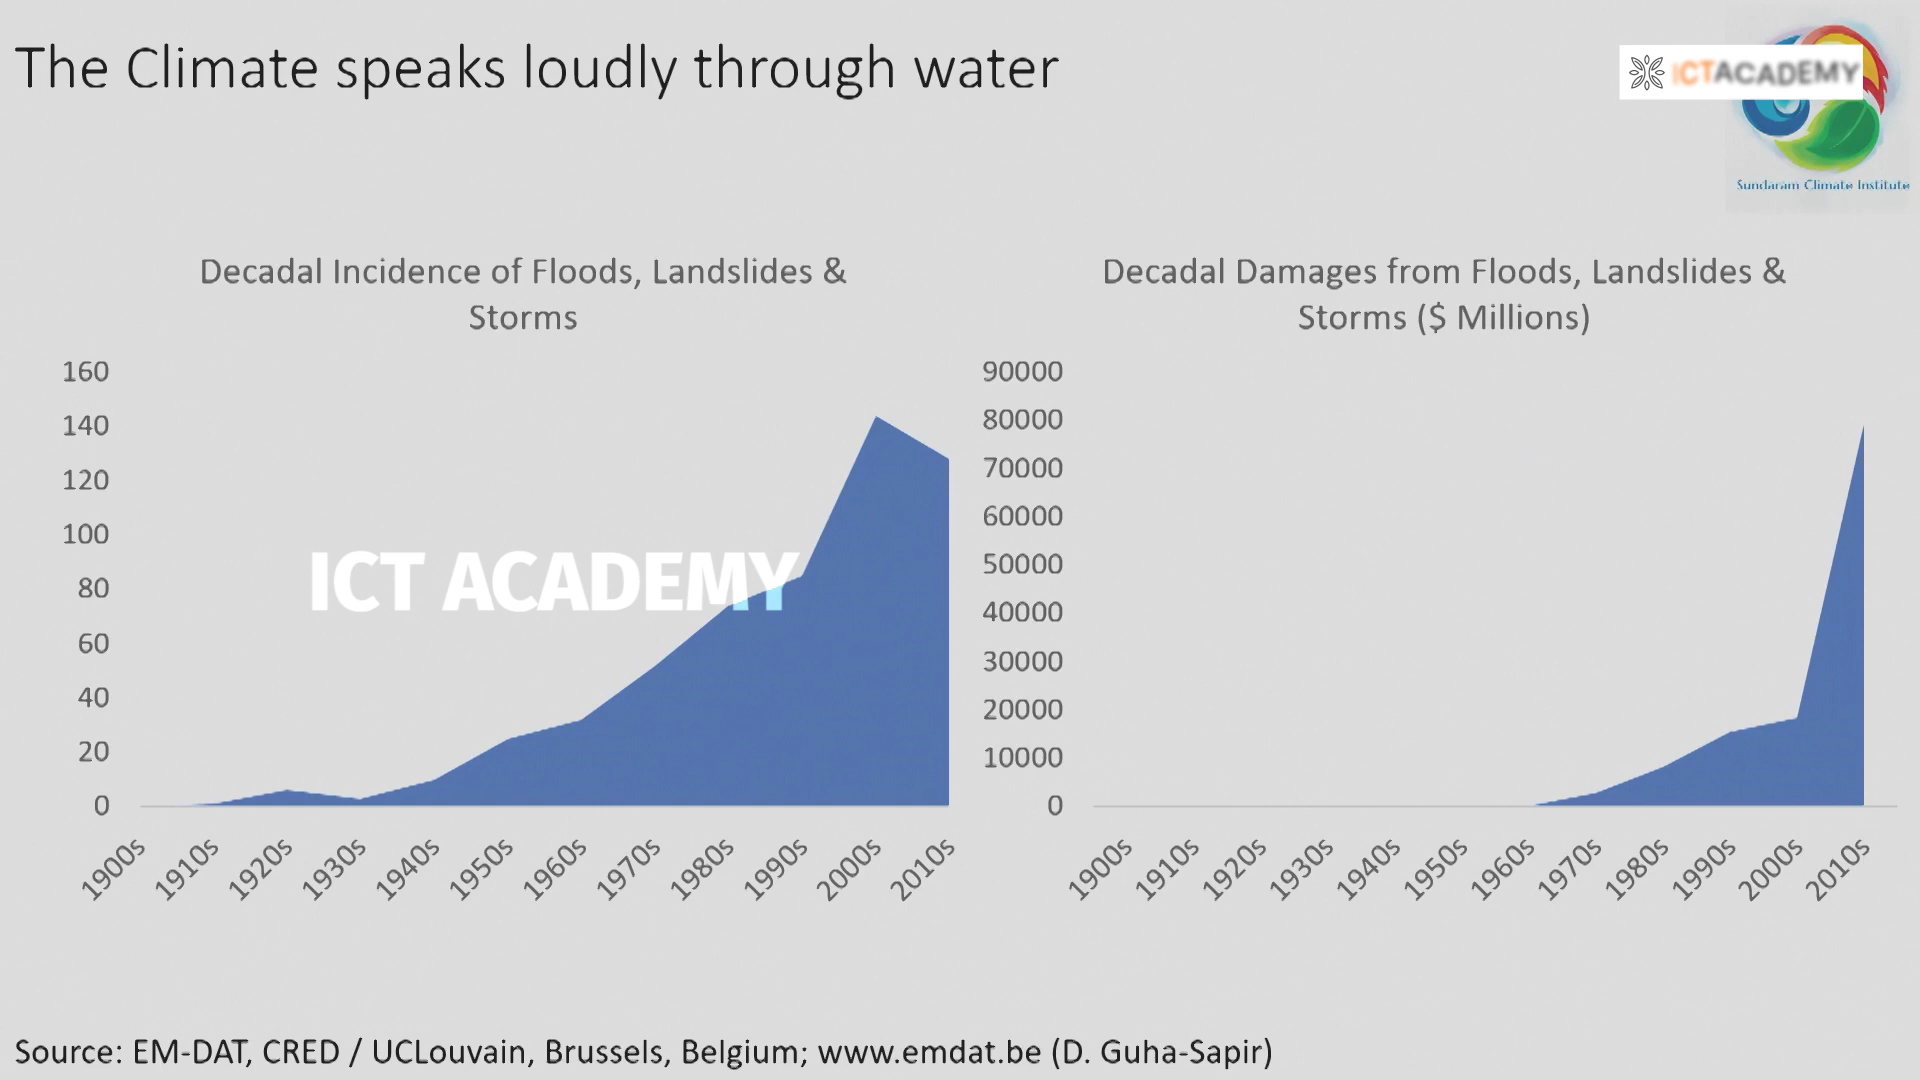 The Climate speaks loudly through water
ICTACADEMY
Sundaram Climate Institute
Decadal Incidence of Floods, Landslides &
Storms
160
140
120
100
80
60
40
20
0
1900s
1910s
1920s
1930s
1940s
1950s
1960s
1970s
1980s
1990s
2000s
2010s
ICT ACADEMY
Decadal Damages from Floods, Landslides &
Storms ($ Millions)
90000
80000
70000
60000
50000
40000
30000
20000
10000
0
1900s
1910s
1920s
1930s
1940s
1950s
1960s
1970s
1980s
1990s
2000s
2010s
Source: EM-DAT, CRED / UCLouvain, Brussels, Belgium; www.emdat.be (D. Guha-Sapir)